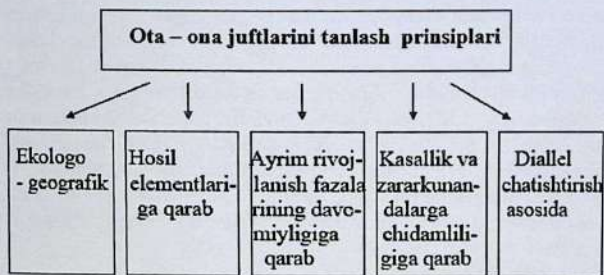 Ota – ona juftlarini tanlash prinsiplari
Ekologo
- geografik
Hosil
elementlari-
ga qarab
Ayrim rivoj-
lanish fazala
rining davo-
miyligiga
qarab
Kasallik va
zararkunan-
dalarga
chidamlili-
giga qarab
Diallel
chatishtirish
asosida